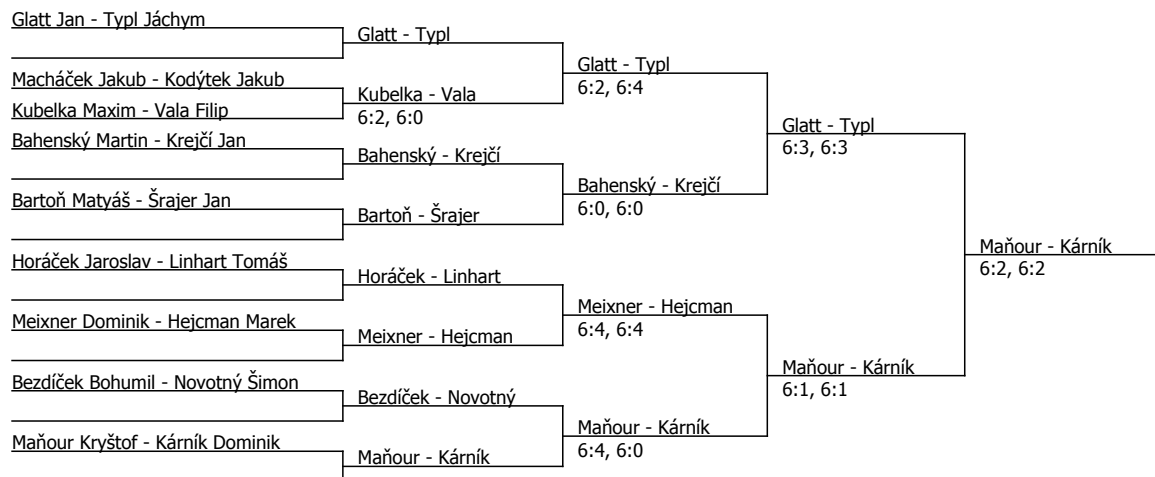 Glatt Jan - Typl Jáchym
Glatt - Typl
Glatt - Typl
6:2, 6:4
Macháček Jakub - Kodýtek Jakub
Kubelka - Vala
6:2, 6:0
Kubelka Maxim - Vala Filip
Glatt - Typl
6:3, 6:3
Bahenský Martin - Krejčí Jan
Bahenský - Krejčí
Bahenský - Krejčí
6:0, 6:0
Bartoň Matyáš - Šrajer Jan
Bartoň - Šrajer
Maňour - Kárník
6:2, 6:2
Horáček Jaroslav - Linhart Tomáš
Horáček - Linhart
Meixner - Hejcman
6:4, 6:4
Meixner Dominik - Hejcman Marek
Meixner - Hejcman
Maňour - Kárník
6:1, 6:1
Bezdíček Bohumil - Novotný Šimon
Bezdíček - Novotný
Maňour - Kárník
6:4, 6:0
Maňour Kryštof - Kárník Dominik
Maňour - Kárník